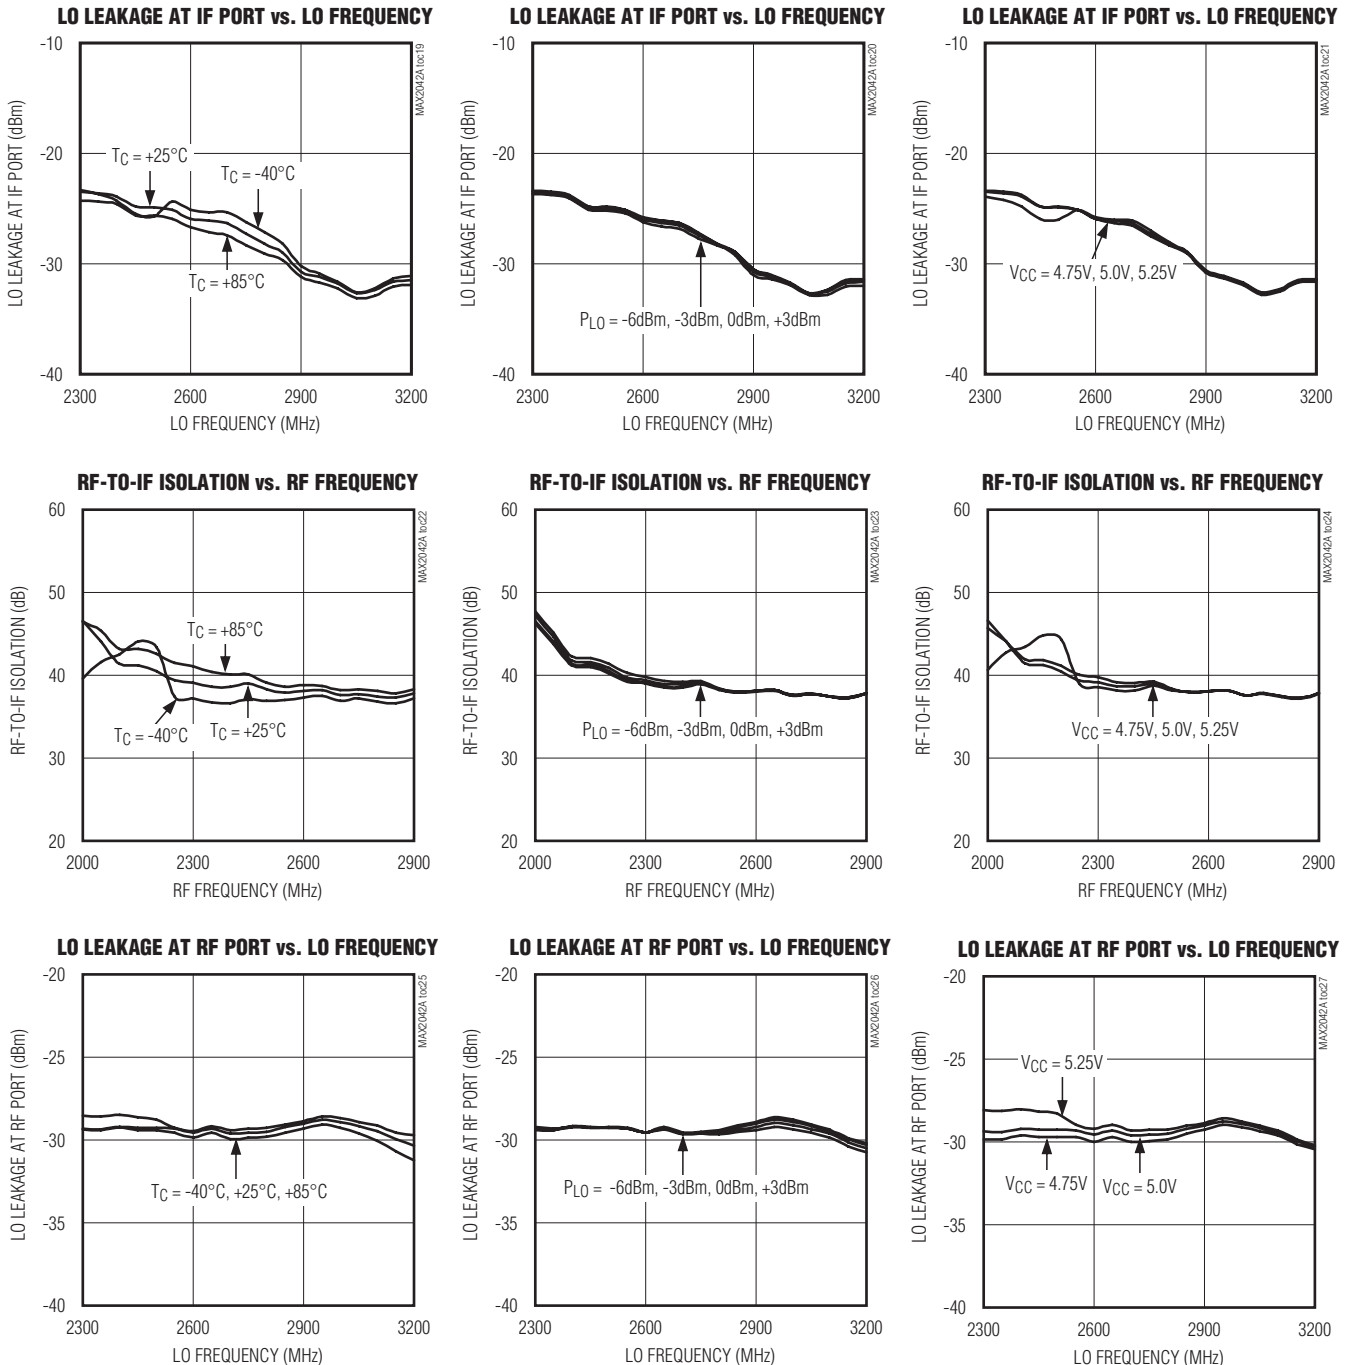 LO LEAKAGE AT IF PORT vs. LO FREQUENCY
-10
-20
-30
-40
LO LEAKAGE AT IF PORT (dBm)
MAX2042A toc19
TC = +25°C
TC = -40°C
TC = +85°C
2300 2600 2900 3200
LO FREQUENCY (MHz)
LO LEAKAGE AT IF PORT vs. LO FREQUENCY
-10
-20
-30
-40
LO LEAKAGE AT IF PORT (dBm)
MAX2042A toc20
PLO = -6dBm, -3dBm, 0dBm, +3dBm
2300 2600 2900 3200
LO FREQUENCY (MHz)
LO LEAKAGE AT IF PORT vs. LO FREQUENCY
-10
-20
-30
-40
LO LEAKAGE AT IF PORT (dBm)
MAX2042A toc21
VCC = 4.75V, 5.0V, 5.25V
2300 2600 2900 3200
LO FREQUENCY (MHz)
RF-TO-IF ISOLATION vs. RF FREQUENCY
60
50
40
30
20
RF-TO-IF ISOLATION (dB)
MAX2042A toc22
TC = +85°C
TC = -40°C
TC = +25°C
2000 2300 2600 2900
RF FREQUENCY (MHz)
RF-TO-IF ISOLATION vs. RF FREQUENCY
60
50
40
30
20
RF-TO-IF ISOLATION (dB)
MAX2042A toc23
PLO = -6dBm, -3dBm, 0dBm, +3dBm
2000 2300 2600 2900
RF FREQUENCY (MHz)
RF-TO-IF ISOLATION vs. RF FREQUENCY
60
50
40
30
20
RF-TO-IF ISOLATION (dB)
MAX2042A toc24
VCC = 4.75V, 5.0V, 5.25V
2000 2300 2600 2900
RF FREQUENCY (MHz)
LO LEAKAGE AT RF PORT vs. LO FREQUENCY
-20
-25
-30
-35
-40
LO LEAKAGE AT RF PORT (dBm)
MAX2042A toc25
TC = -40°C, +25°C, +85°C
2300 2600 2900 3200
LO FREQUENCY (MHz)
LO LEAKAGE AT RF PORT vs. LO FREQUENCY
-20
-25
-30
-35
-40
LO LEAKAGE AT RF PORT (dBm)
MAX2042A toc26
PLO = -6dBm, -3dBm, 0dBm, +3dBm
2300 2600 2900 3200
LO FREQUENCY (MHz)
LO LEAKAGE AT RF PORT vs. LO FREQUENCY
-20
-25
-30
-35
-40
LO LEAKAGE AT RF PORT (dBm)
MAX2042A toc27
VCC = 5.25V
VCC = 4.75V
VCC = 5.0V
2300 2600 2900 3200
LO FREQUENCY (MHz)